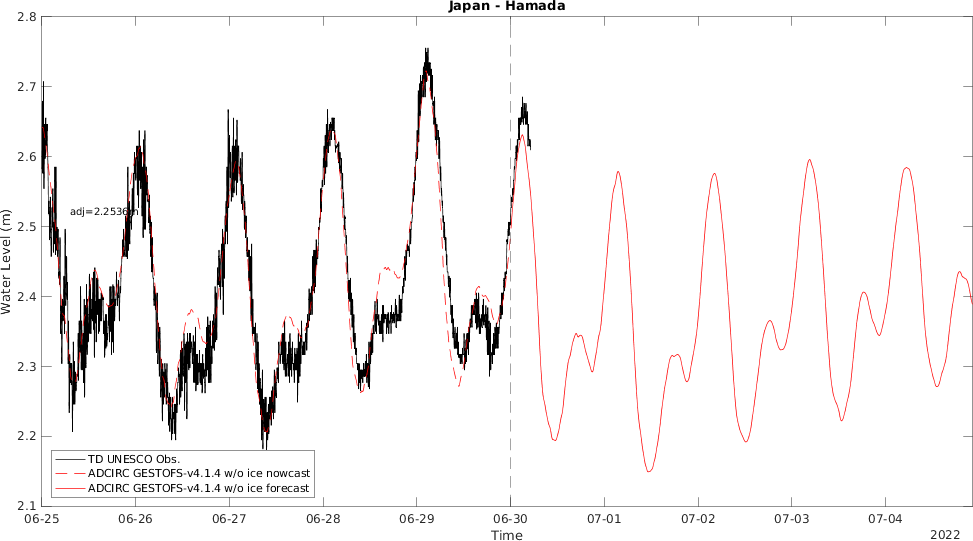 Japan - Hamada
2.8
2.7
2.6
2.5
2.4
2.3
2.2
2.1
Water Level (m)
adj=2.2536m
TD UNESCO Obs.
ADCIRC GESTOFS-v4.1.4 w/o ice nowcast
ADCIRC GESTOFS-v4.1.4 w/o ice forecast
06-25 06-26 06-27 06-28 06-29 06-30 07-01 07-02 07-03 07-04
Time
2022